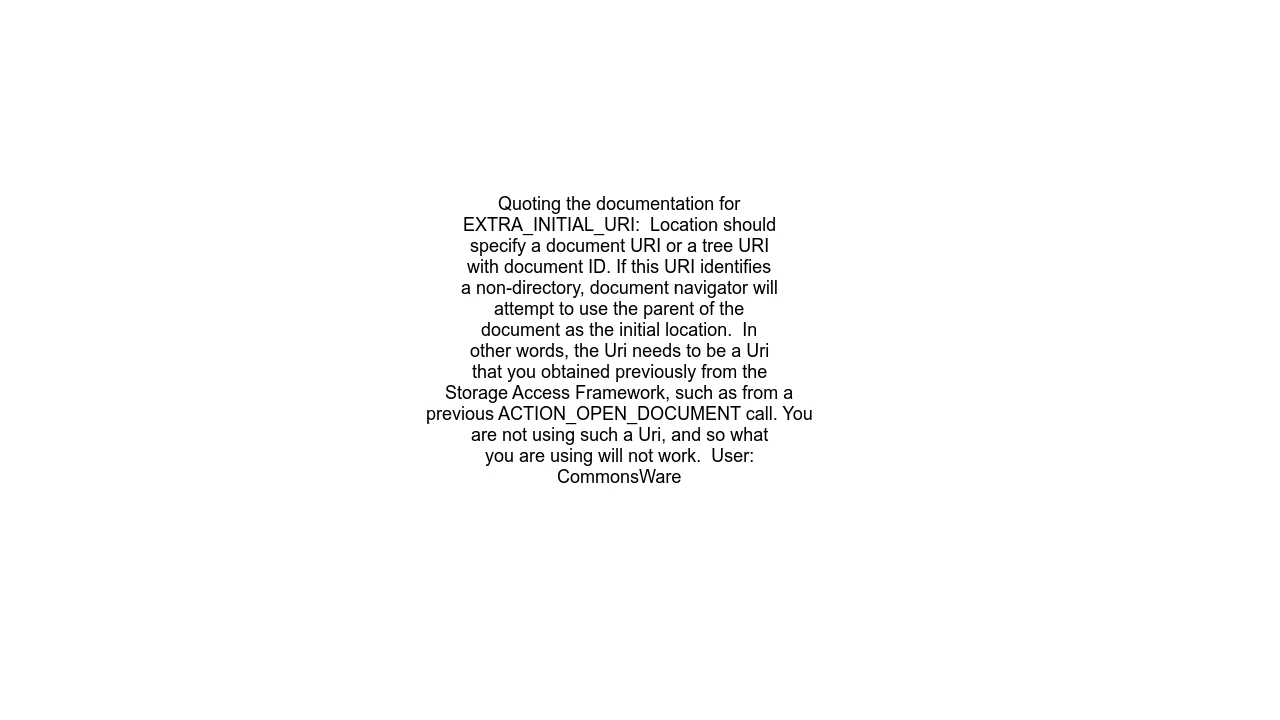 Quoting the documentation for
EXTRA_INITIAL_URI:  Location should
specify a document URI or a tree URI
with document ID. If this URI identifies
a non-directory, document navigator will
attempt to use the parent of the
document as the initial location.  In
other words, the Uri needs to be a Uri
that you obtained previously from the
Storage Access Framework, such as from a
previous ACTION_OPEN_DOCUMENT call. You
are not using such a Uri, and so what
you are using will not work.  User:
CommonsWare